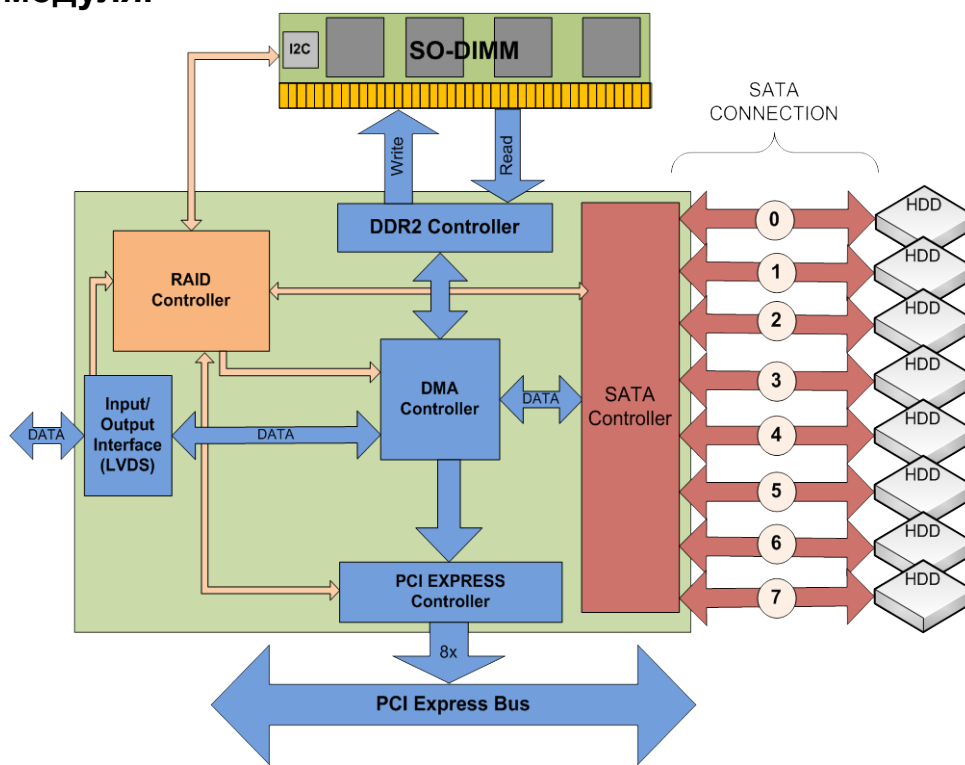 модуля.
I2C
SO-DIMM
SATA
CONNECTION
Write
Read
DDR2 Controller
RAID
Controller
DMA
Controller
DATA
SATA
Controller
Input/
Output
Interface
(LVDS)
DATA
DATA
PCI EXPRESS
Controller
8x
PCI Express Bus
0
HDD
1
HDD
2
HDD
3
HDD
4
HDD
5
HDD
6
HDD
7
HDD